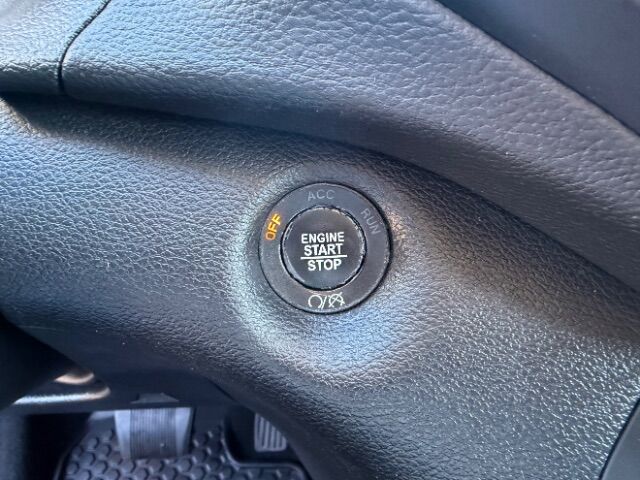 OFF
ACC
RUN
ENGINE
START
STOP